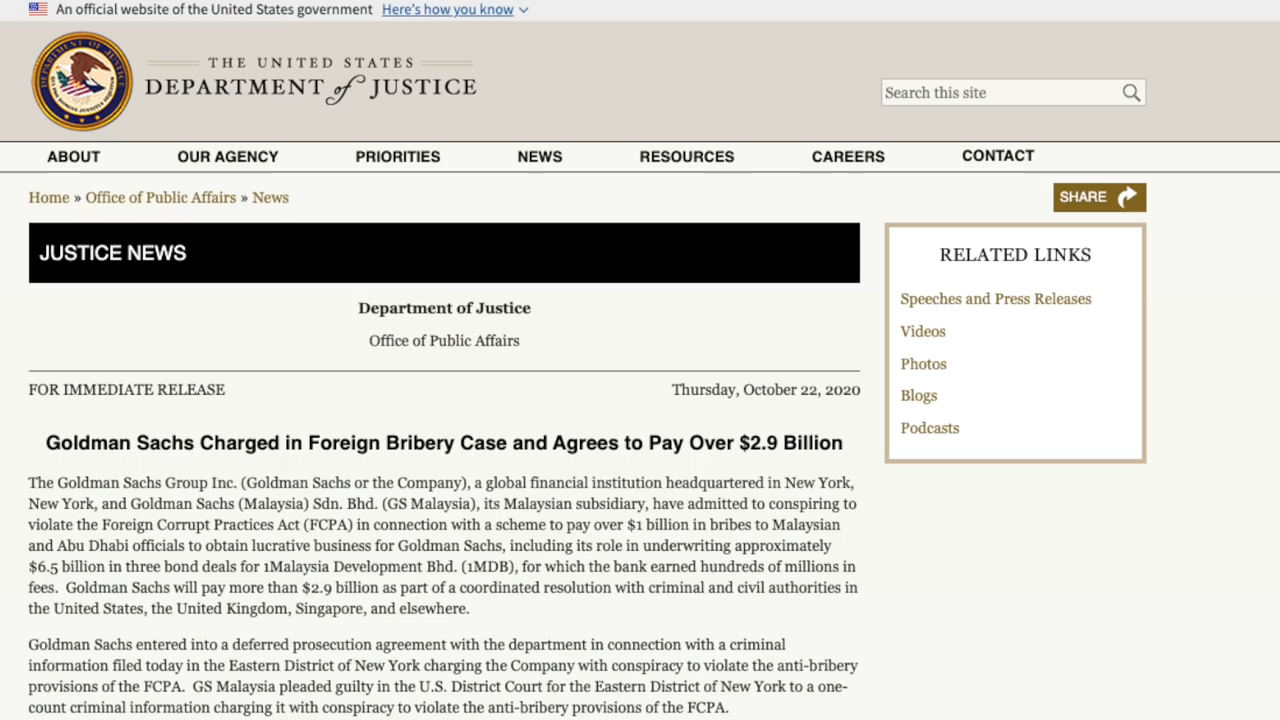 An official website of the United States government Here's how you know
THE UNITED STATES
DEPARTMENT of JUSTICE
Search this site
ABOUT OUR AGENCY PRIORITIES NEWS RESOURCES CAREERS CONTACT
Home » Office of Public Affairs » News
SHARE
JUSTICE NEWS
Department of Justice
Office of Public Affairs
FOR IMMEDIATE RELEASE Thursday, October 22, 2020
Goldman Sachs Charged in Foreign Bribery Case and Agrees to Pay Over $2.9 Billion
The Goldman Sachs Group Inc. (Goldman Sachs or the Company), a global financial institution headquartered in New York,
New York, and Goldman Sachs (Malaysia) Sdn. Bhd. (GS Malaysia), its Malaysian subsidiary, have admitted to conspiring to
violate the Foreign Corrupt Practices Act (FCPA) in connection with a scheme to pay over $1 billion in bribes to Malaysian
and Abu Dhabi officials to obtain lucrative business for Goldman Sachs, including its role in underwriting approximately
$6.5 billion in three bond deals for 1Malaysia Development Bhd. (1MDB), for which the bank earned hundreds of millions in
fees.  Goldman Sachs will pay more than $2.9 billion as part of a coordinated resolution with criminal and civil authorities in
the United States, the United Kingdom, Singapore, and elsewhere.
Goldman Sachs entered into a deferred prosecution agreement with the department in connection with a criminal
information filed today in the Eastern District of New York charging the Company with conspiracy to violate the anti-bribery
provisions of the FCPA.  GS Malaysia pleaded guilty in the U.S. District Court for the Eastern District of New York to a one-
count criminal information charging it with conspiracy to violate the anti-bribery provisions of the FCPA.
RELATED LINKS
Speeches and Press Releases
Videos
Photos
Blogs
Podcasts